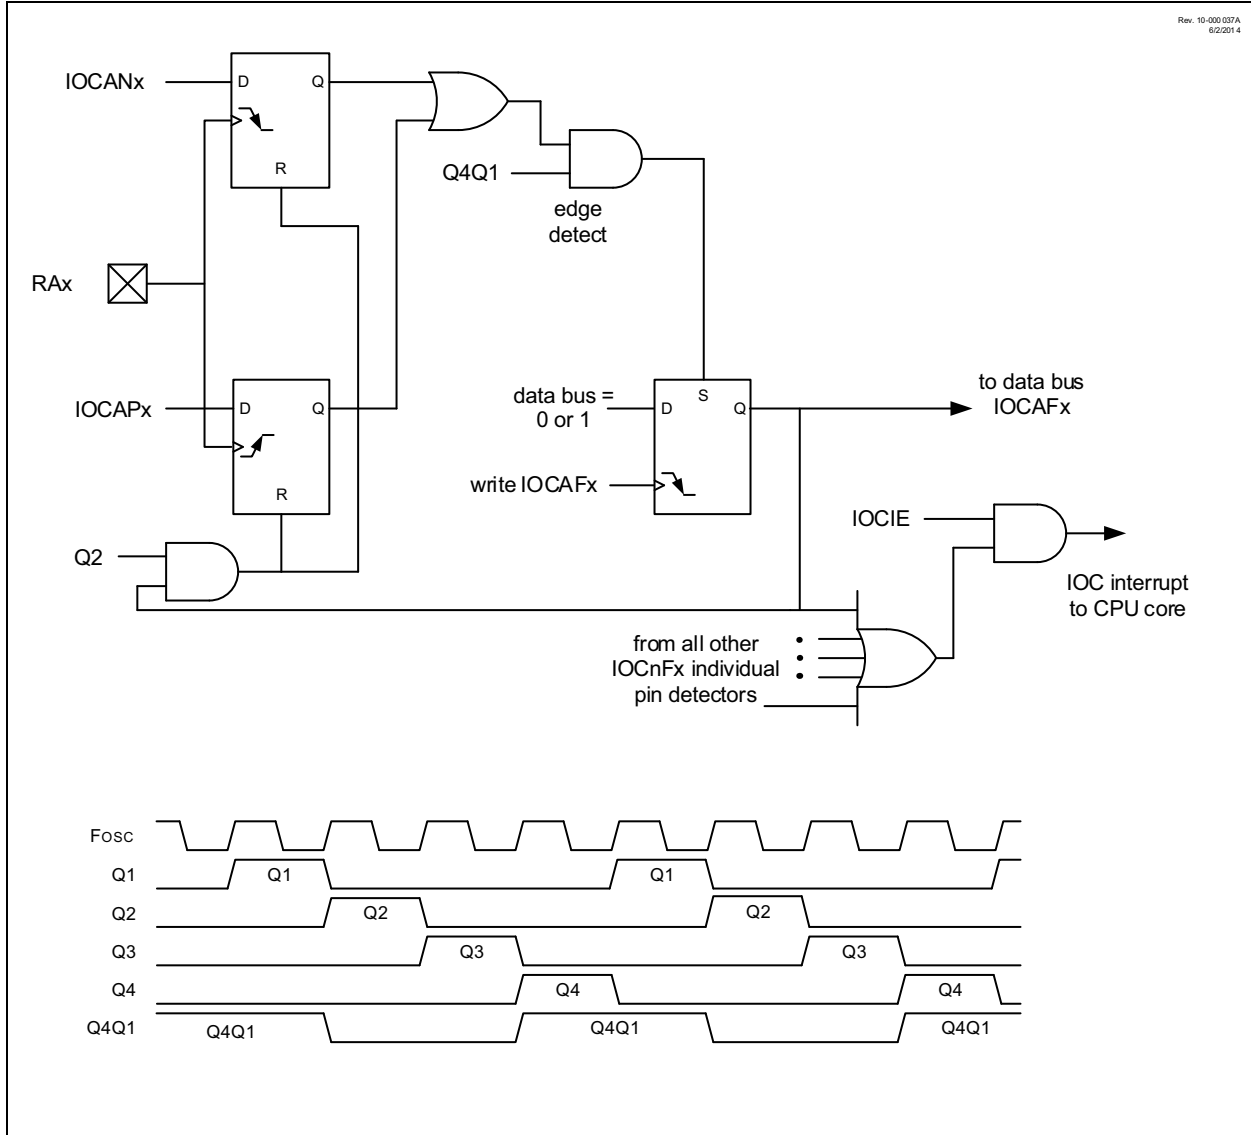 Rev. 10-000 037A
6/2/2014
IOCANx
D
Q
R
Q4Q1
edge
detect
RAx
IOCAPx
D
Q
R
data bus =
0 or 1
S
D
Q
to data bus
IOCAFx
write IOCAFx
IOCIE
Q2
IOC interrupt
to CPU core
from all other
IOCnFx individual
pin detectors
FOSC
Q1
Q1
Q1
Q2
Q2
Q2
Q3
Q3
Q3
Q4
Q4
Q4
Q4Q1
Q4Q1
Q4Q1
Q4Q1